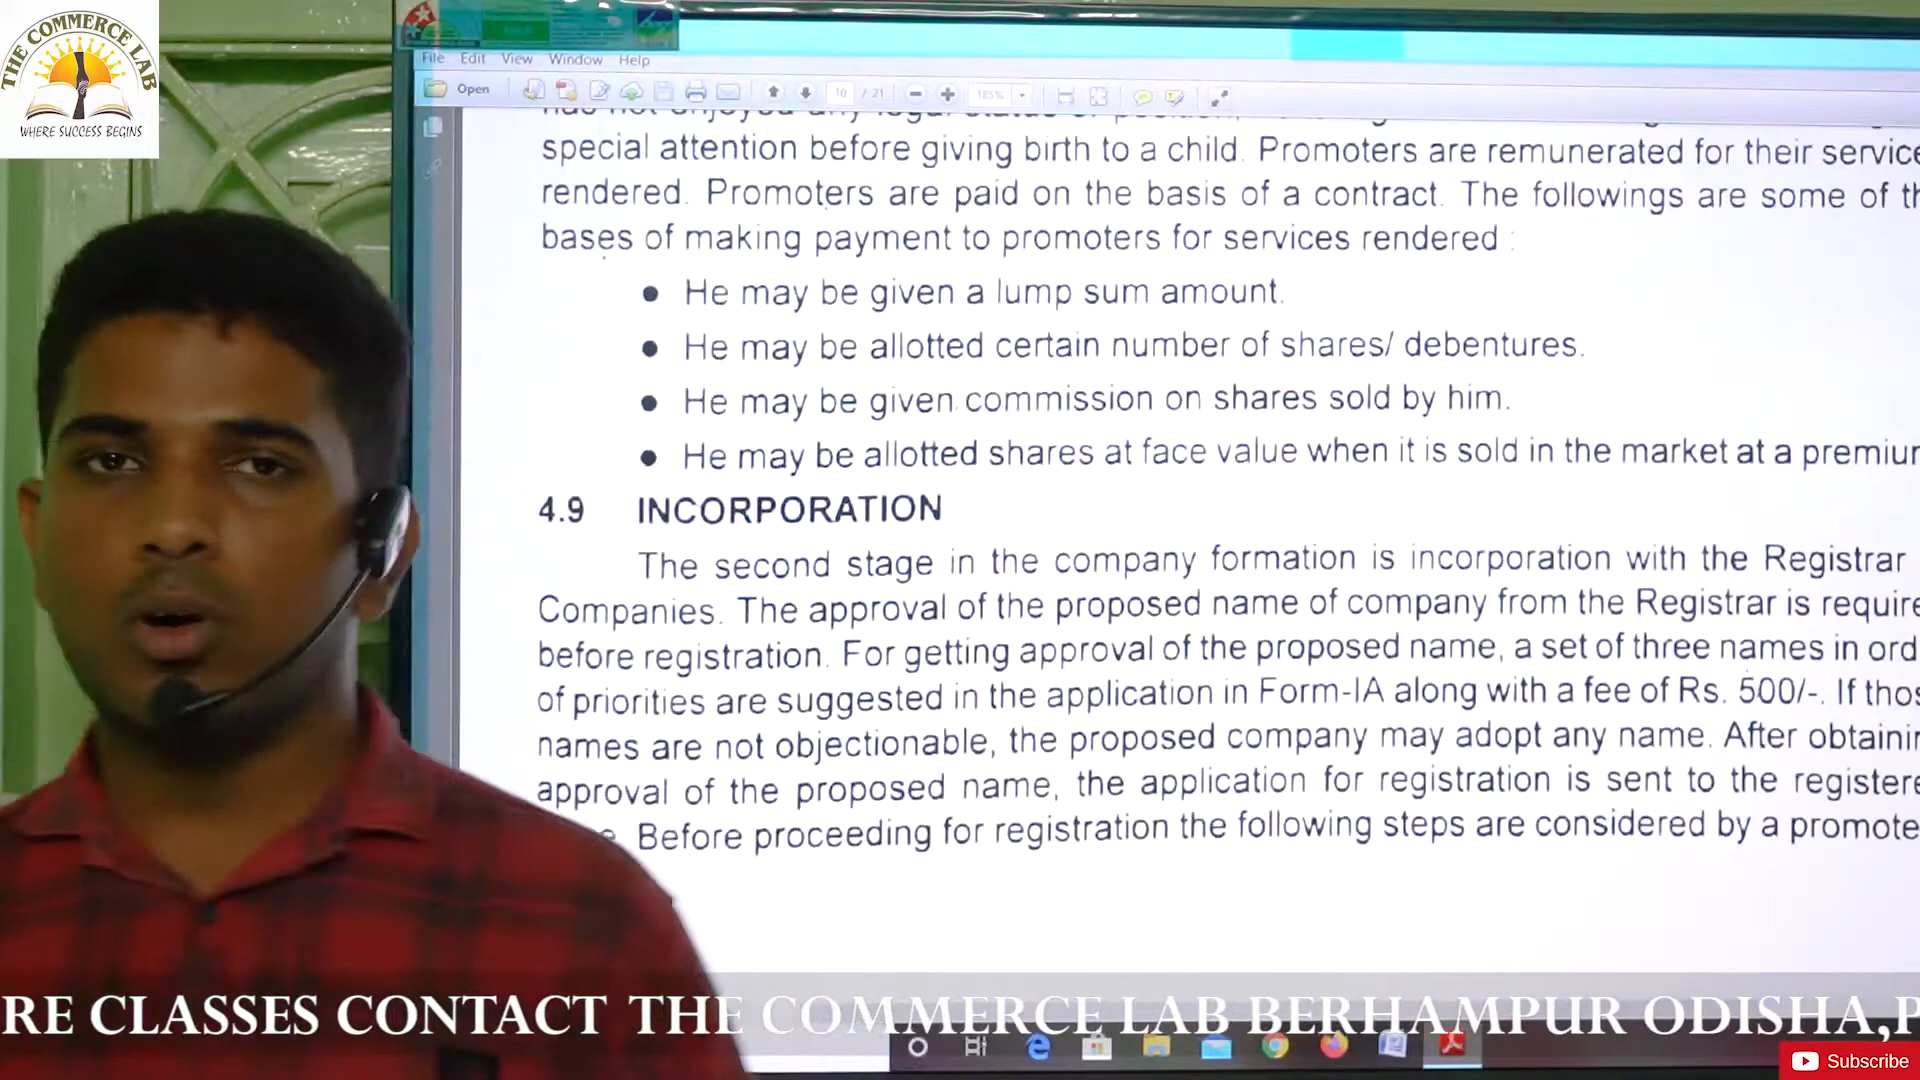 THE COMMERCE LAB
WHERE SUCCESS BEGINS
File Edit View Window Help
Open 10 / 21 185%
special attention before giving birth to a child. Promoters are remunerated for their service
rendered. Promoters are paid on the basis of a contract. The followings are some of th
bases of making payment to promoters for services rendered :
• He may be given a lump sum amount.
• He may be allotted certain number of shares/ debentures.
• He may be given commission on shares sold by him.
• He may be allotted shares at face value when it is sold in the market at a premiu
4.9 INCORPORATION
The second stage in the company formation is incorporation with the Registrar
Companies. The approval of the proposed name of company from the Registrar is require
before registration. For getting approval of the proposed name, a set of three names in ord
of priorities are suggested in the application in Form-IA along with a fee of Rs. 500/-. If thos
names are not objectionable, the proposed company may adopt any name. After obtaini
approval of the proposed name, the application for registration is sent to the registere
Before proceeding for registration the following steps are considered by a promote
RE CLASSES CONTACT THE COMMERCE LAB BERHAMPUR ODISHA,P
Subscribe